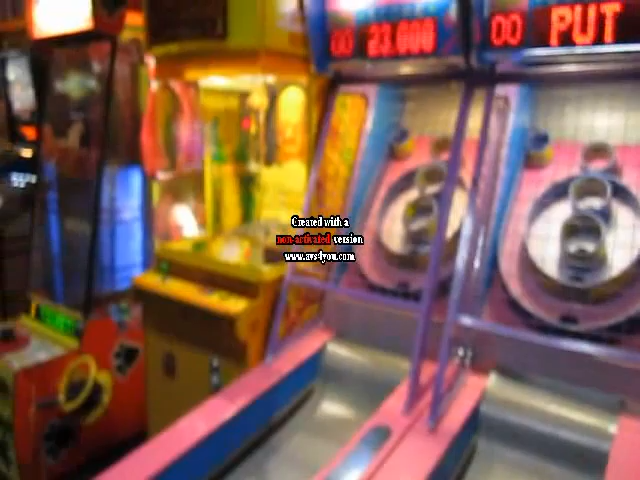 00 23.000
00 PUT
Created with a
non-activated version
www.avs4you.com